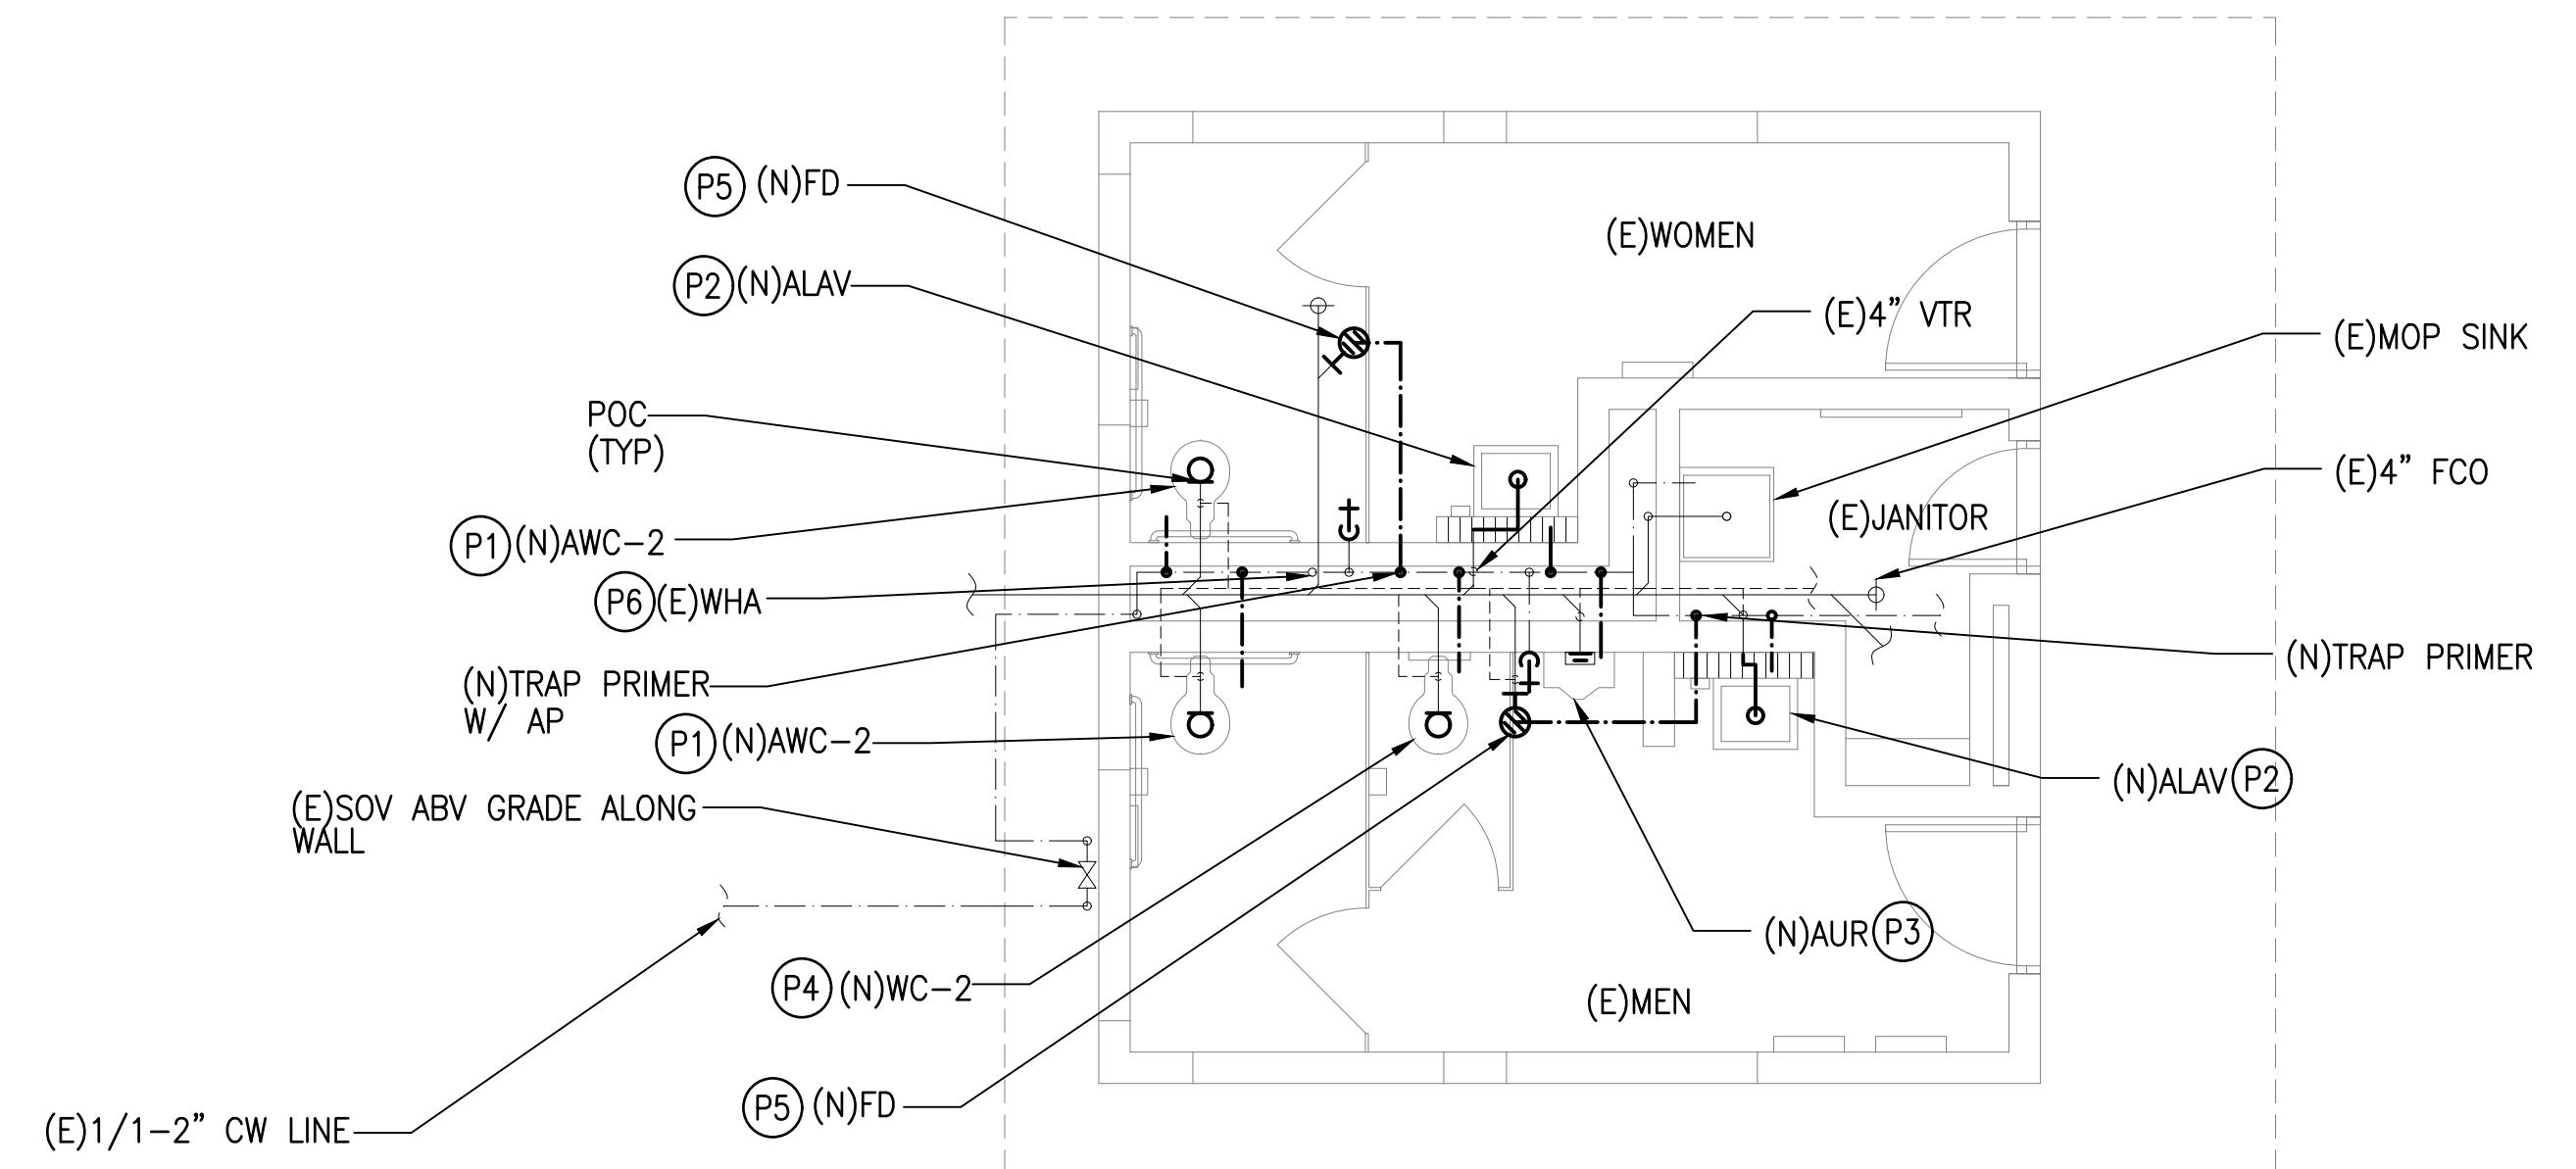 P5 (N)FD
(E)WOMEN
P2 (N)ALAV
(E)4” VTR
(E)MOP SINK
POC
(TYP)
(E)4” FCO
(E)JANITOR
P1 (N)AWC-2
P6 (E)WHA
(N)TRAP PRIMER
(N)TRAP PRIMER
W/ AP
P1 (N)AWC-2
(N)ALAV P2
(E)SOV ABV GRADE ALONG
WALL
(N)AUR P3
P4 (N)WC-2
(E)MEN
P5 (N)FD
(E)1/1-2” CW LINE